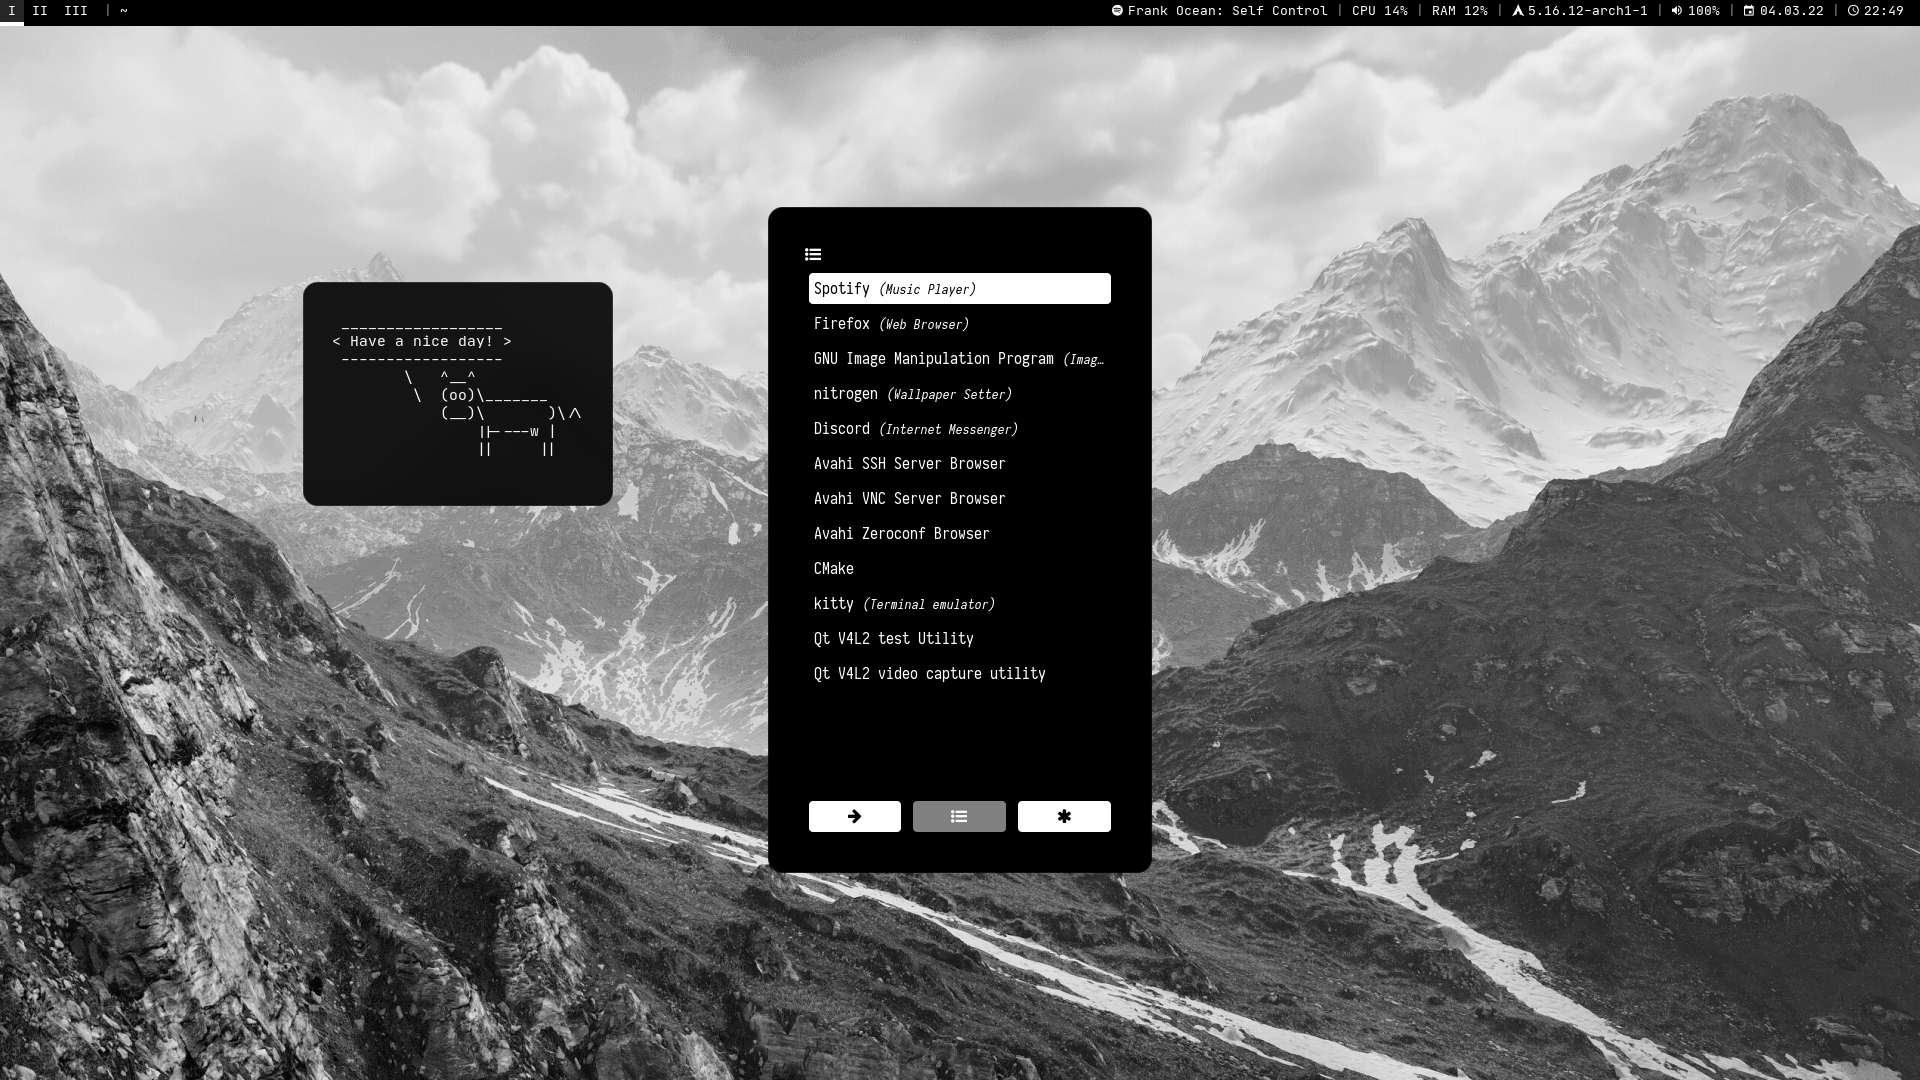 I II III | ~ Frank Ocean: Self Control | CPU 14% | RAM 12% | 5.16.12-arch1-1 | 100% | 04.03.22 | 22:49
__________________
< Have a nice day! >
------------------
\ ^__^
\ (oo)\_______
(__)\ )\/\
||----w |
|| ||
Spotify (Music Player)
Firefox (Web Browser)
GNU Image Manipulation Program (Imag…
nitrogen (Wallpaper Setter)
Discord (Internet Messenger)
Avahi SSH Server Browser
Avahi VNC Server Browser
Avahi Zeroconf Browser
CMake
kitty (Terminal emulator)
Qt V4L2 test Utility
Qt V4L2 video capture utility